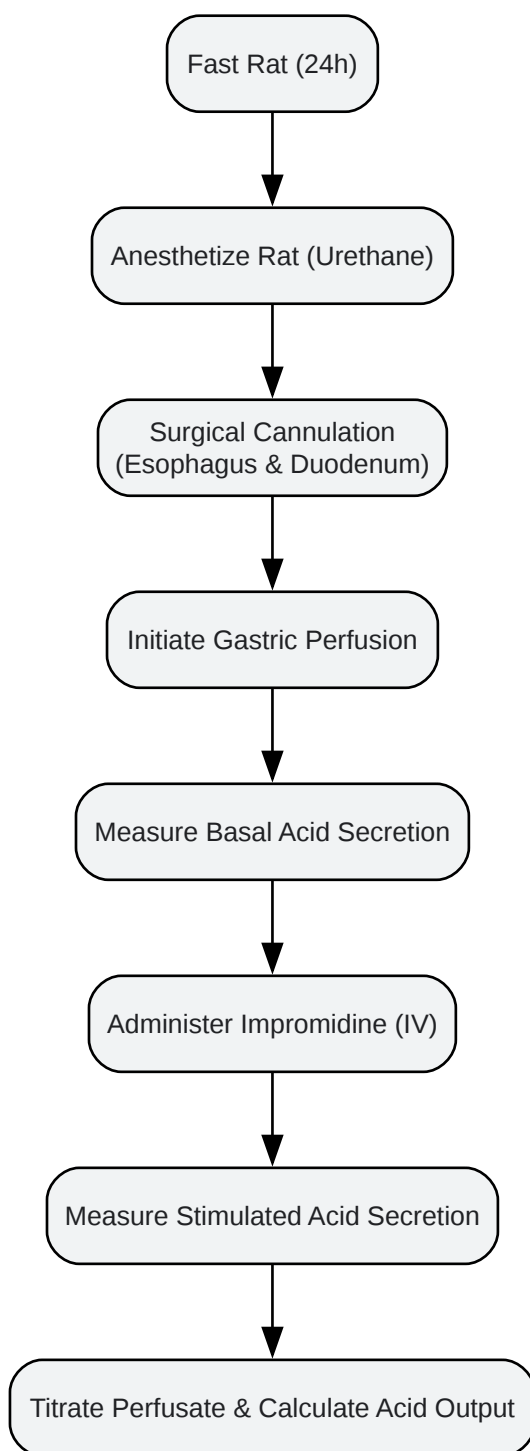 Fast Rat (24h)
Anesthetize Rat (Urethane)
Surgical Cannulation
(Esophagus & Duodenum)
Initiate Gastric Perfusion
Measure Basal Acid Secretion
Administer Impromidine (IV)
Measure Stimulated Acid Secretion
Titrate Perfusate & Calculate Acid Output